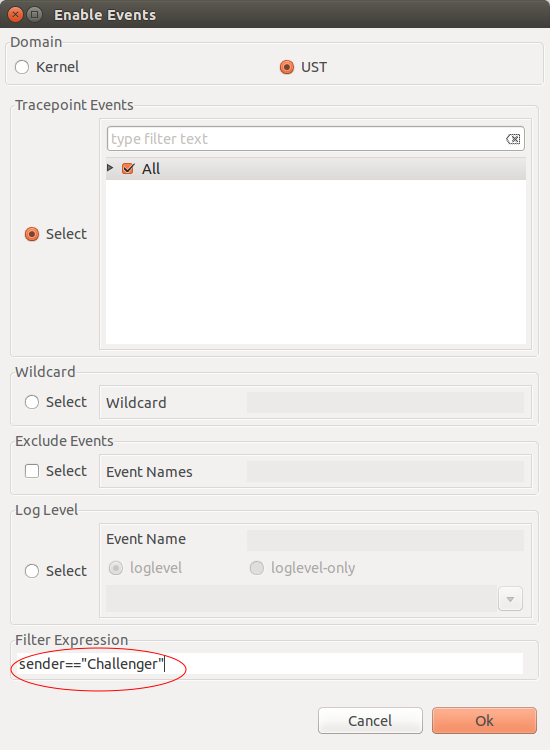 Enable Events
Domain
Kernel UST
Tracepoint Events
type filter text
All
Select
Wildcard
Select Wildcard
Exclude Events
Select Event Names
Log Level
Event Name
Select loglevel loglevel-only
Filter Expression
sender=="Challenger"
Cancel Ok